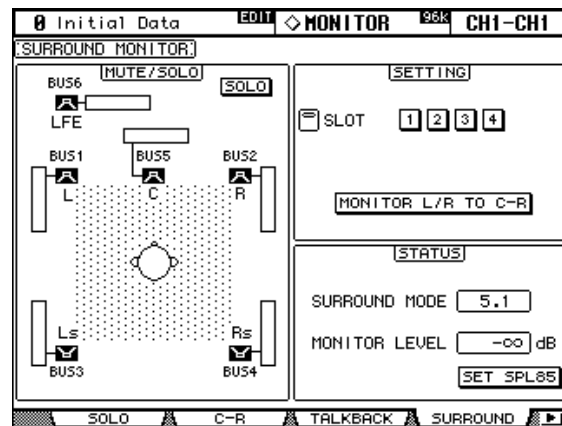 0 Initial Data EDIT ◇MONITOR 96k CH1-CH1
SURROUND MONITOR
MUTE/SOLO
SOLO
BUS6
LFE
BUS1 BUS5 BUS2
L C R
Ls Rs
BUS3 BUS4
SETTING
SLOT 1 2 3 4
MONITOR L/R TO C-R
STATUS
SURROUND MODE 5.1
MONITOR LEVEL -∞ dB
SET SPL85
SOLO C-R TALKBACK SURROUND